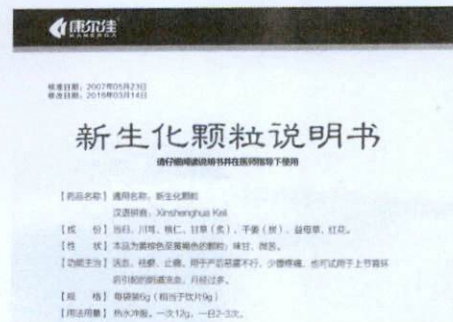 康尔佳
KANERGA
核准日期：2007年05月23日
修改日期：2016年03月14日
新生化颗粒说明书
请仔细阅读说明书并在医师指导下使用
【药品名称】通用名称：新生化颗粒
汉语拼音：Xinshenghua Keli
【成 份】当归、川芎、桃仁、甘草（炙）、干姜（炭）、益母草、红花。
【性 状】本品为黄棕色至黄褐色的颗粒；味甘、微苦。
【功能主治】活血、祛瘀、止痛。用于产后恶露不行，少腹疼痛，也可试用于上节育环
后引起的阴道流血，月经过多。
【规 格】每袋装6g（相当于饮片9g）
【用法用量】热水冲服。一次12g，一日2-3次。